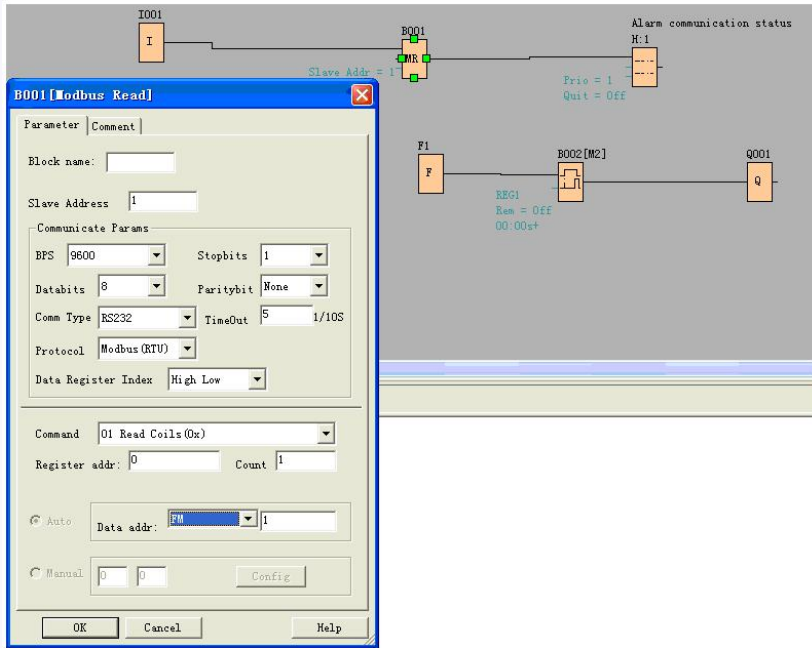 I001
I
B001
MR
Slave Addr = 1
Alarm communication status
H:1
Prio = 1
Quit = Off
F1
F
B002[M2]
REG1
Rem = Off
00:00s+
Q001
Q
B001[Modbus Read]
Parameter Comment
Block name:
Slave Address 1
Communicate Params
BPS 9600 Stopbits 1
Databits 8 Paritybit None
Comm Type RS232 TimeOut 5 1/10S
Protocol Modbus(RTU)
Data Register Index High Low
Command 01 Read Coils(0x)
Register addr: 0 Count 1
Auto Data addr: FM 1
Manual 0 0 Config
OK Cancel Help